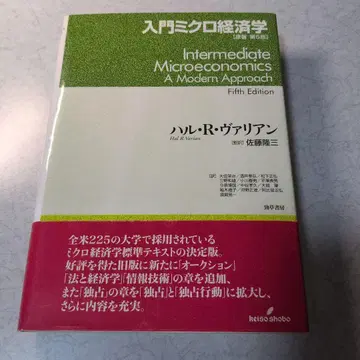 入門ミクロ経済学
[原著 第5版]
Intermediate
Microeconomics
A Modern Approach
Fifth Edition
ハル・R・ヴァリアン
Hal R. Varian
[監訳] 佐藤隆三
勁草書房
全米225の大学で採用されている
ミクロ経済学標準テキストの決定版。
好評を得た旧版に新たに「オークション」
「法と経済学」「情報技術」の章を追加、
また「独占」の章を「独占」と「独占行動」に拡大し、
さらに内容を充実。
keiso shobo